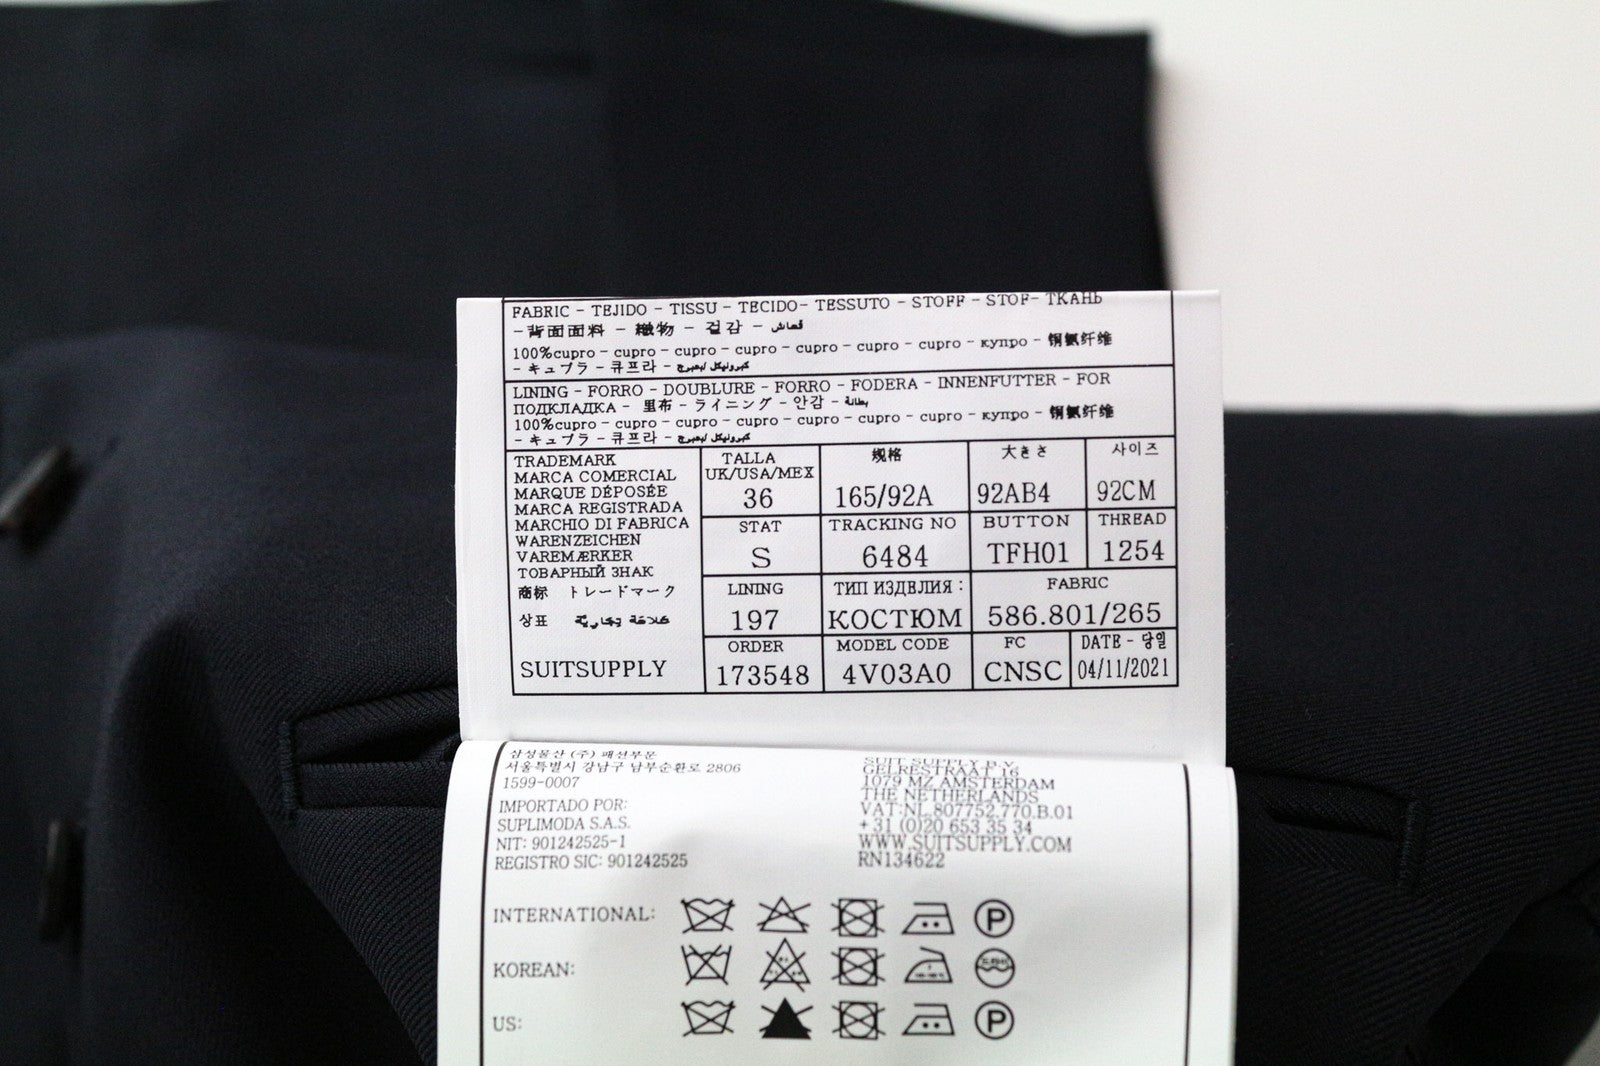 FABRIC - TEJIDO - TISSU - TECIDO- TESSUTO - STOFF - STOF- ТКАНЬ
-背面面料 - 織物 - 겉감 - قماش
100%cupro - cupro - cupro - cupro - cupro - cupro - cupro - купро - 铜氨纤维
- キュプラ - 큐프라 -
LINING - FORRO - DOUBLURE - FORRO - FODERA - INNENFUTTER - FOR
ПОДКЛАДКА - 里布 - ライニング - 안감 - بطانة
100%cupro - cupro - cupro - cupro - cupro - cupro - cupro - купро - 铜氨纤维
- キュプラ - 큐프라 -
TRADEMARK
MARCA COMERCIAL
MARQUE DÉPOSÉE
MARCA REGISTRADA
MARCHIO DI FABRICA
WARENZEICHEN
VAREMÆRKER
ТОВАРНЫЙ ЗНАК
商标 トレードマーク
상표 علامة تجارية
SUITSUPPLY
TALLA
UK/USA/MEX
36
规格
165/92A
大きさ
92AB4
サイズ
92CM
STAT
S
TRACKING NO
6484
BUTTON
TFH01
THREAD
1254
LINING
197
ТИП ИЗДЕЛИЯ :
КОСТЮМ
FABRIC
586.801/265
ORDER
173548
MODEL CODE
4V03A0
FC
CNSC
DATE - 당일
04/11/2021
삼성물산 (주) 패션부문
서울특별시 강남구 남부순환로 2806
1599-0007
IMPORTADO POR:
SUPLIMODA S.A.S.
NIT: 901242525-1
REGISTRO SIC: 901242525
SUIT SUPPLY B.V.
GELRESTRAAT 16
1079 MZ AMSTERDAM
THE NETHERLANDS
VAT:NL.807752.770.B.01
+31 (0)20 653 35 34
WWW.SUITSUPPLY.COM
RN134622
INTERNATIONAL:
P
KOREAN:
US:
P